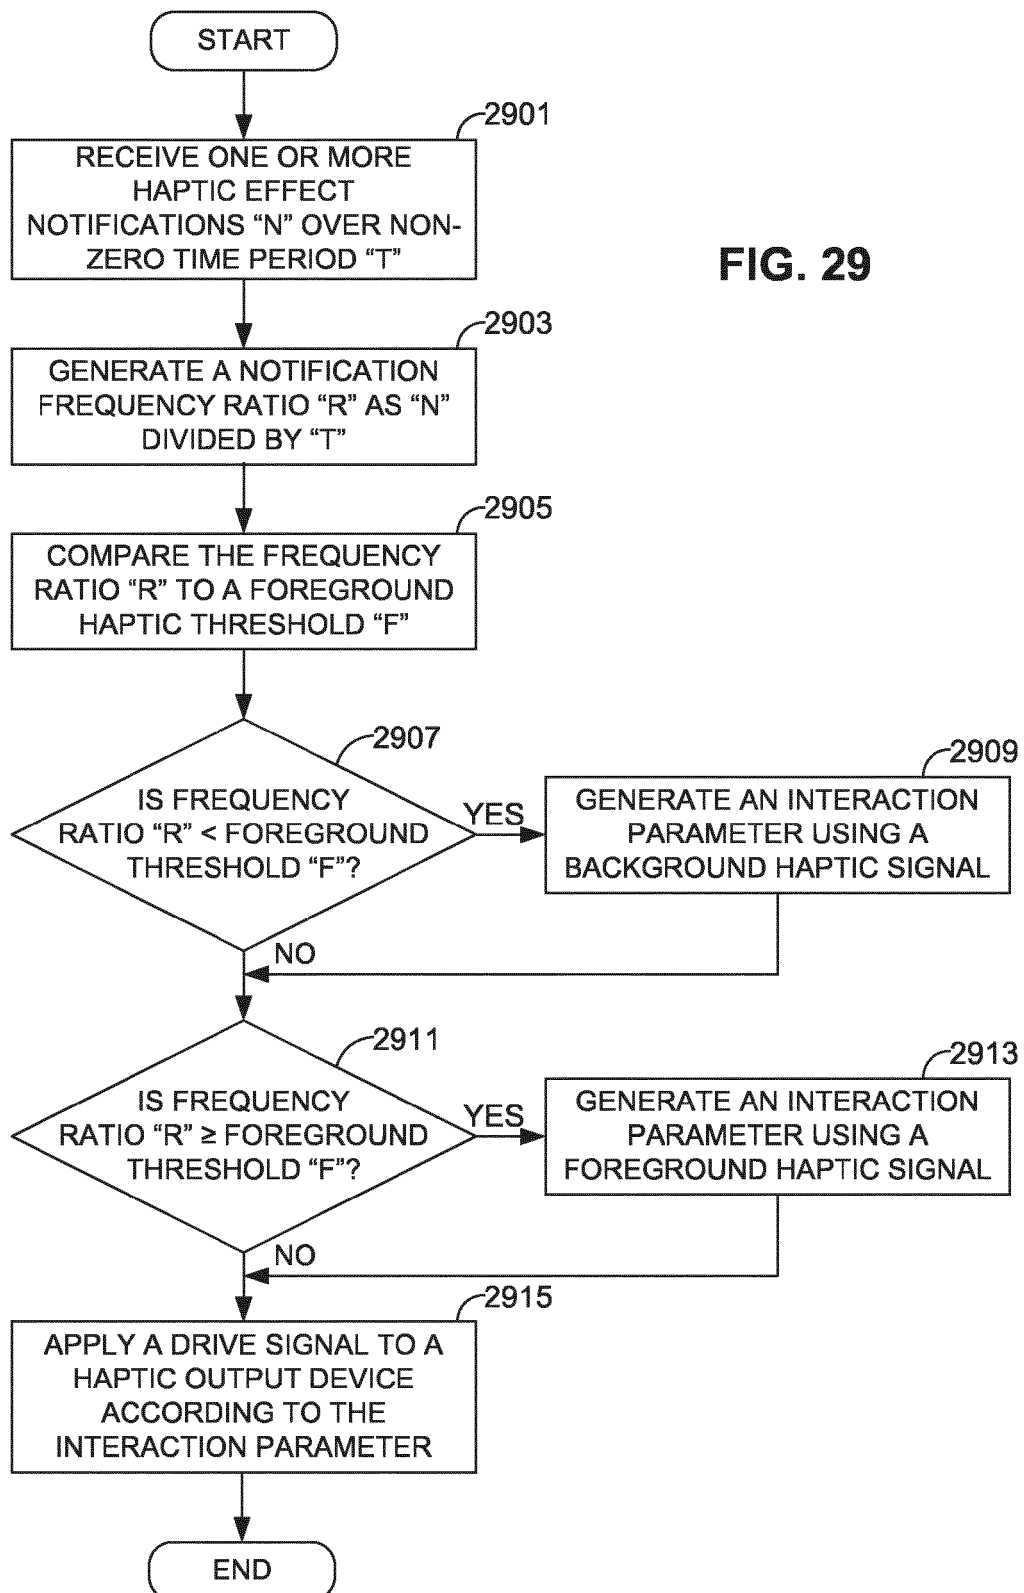 START
2901
RECEIVE ONE OR MORE
HAPTIC EFFECT
NOTIFICATIONS “N” OVER NON-
ZERO TIME PERIOD “T”
FIG. 29
2903
GENERATE A NOTIFICATION
FREQUENCY RATIO “R” AS “N”
DIVIDED BY “T”
2905
COMPARE THE FREQUENCY
RATIO “R” TO A FOREGROUND
HAPTIC THRESHOLD “F”
2907
IS FREQUENCY
RATIO “R” < FOREGROUND
THRESHOLD “F”?
YES
2909
GENERATE AN INTERACTION
PARAMETER USING A
BACKGROUND HAPTIC SIGNAL
NO
2911
IS FREQUENCY
RATIO “R” ≥ FOREGROUND
THRESHOLD “F”?
YES
2913
GENERATE AN INTERACTION
PARAMETER USING A
FOREGROUND HAPTIC SIGNAL
NO
2915
APPLY A DRIVE SIGNAL TO A
HAPTIC OUTPUT DEVICE
ACCORDING TO THE
INTERACTION PARAMETER
END